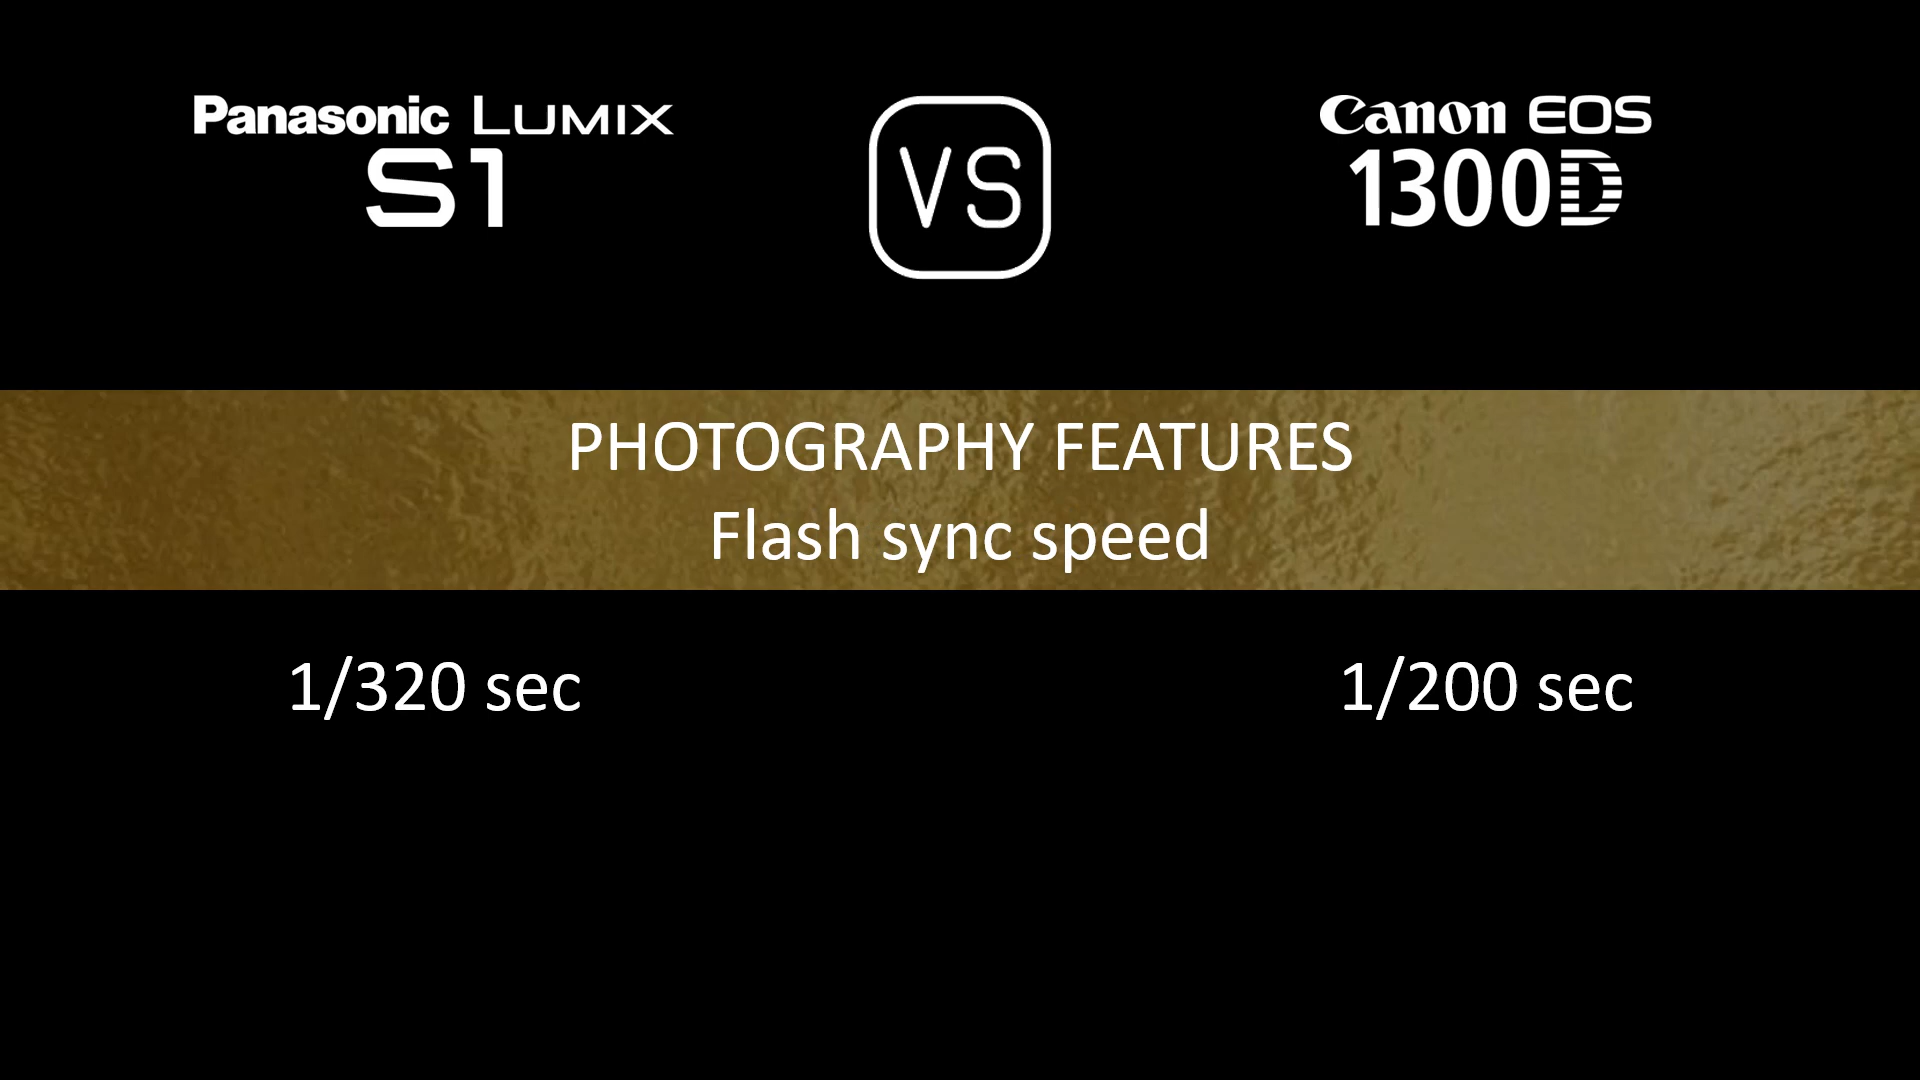 Panasonic LUMIX
S1
VS
Canon EOS
1300D
PHOTOGRAPHY FEATURES
Flash sync speed
1/320 sec
1/200 sec